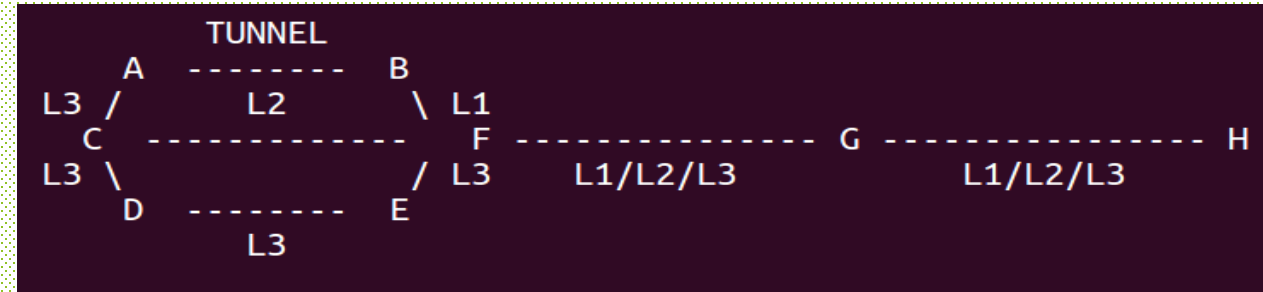 TUNNEL
A -------- B
L3 / L2 \ L1
C ------------- F --------------- G ---------------- H
L3 \ / L3 L1/L2/L3 L1/L2/L3
D -------- E
L3